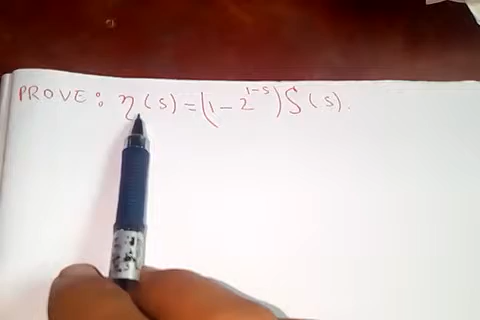 PROVE: η(s) = (1 - 2^{1-s}) ζ(s).